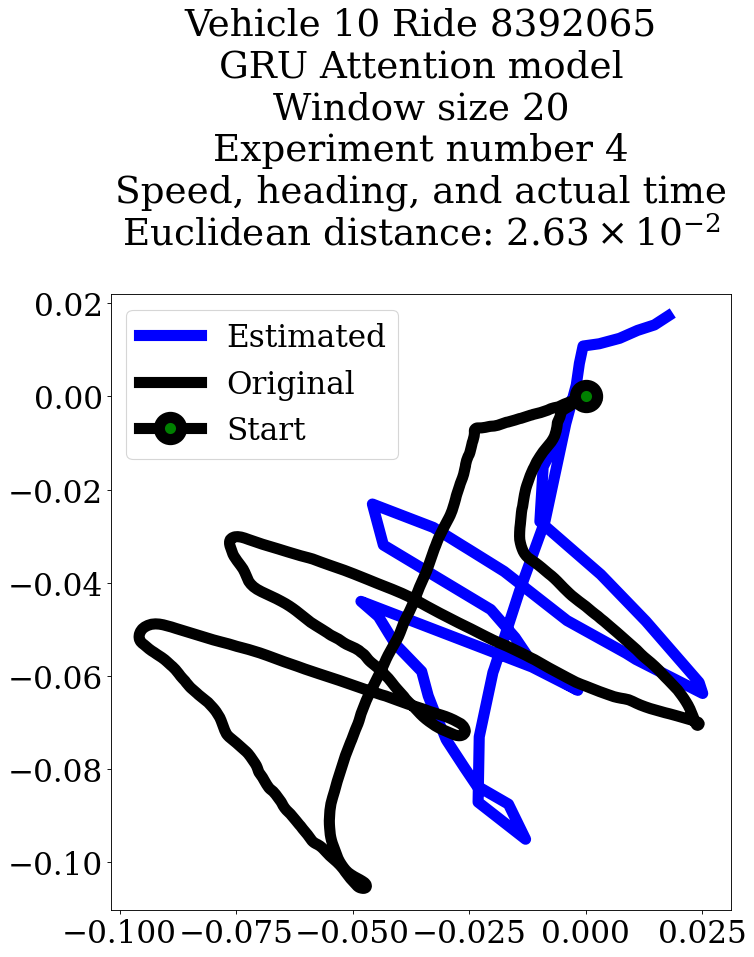 Vehicle 10 Ride 8392065
GRU Attention model
Window size 20
Experiment number 4
Speed, heading, and actual time
Euclidean distance: 2.63 × 10⁻²
0.02
Estimated
Original
Start
0.00
−0.02
−0.04
−0.06
−0.08
−0.10
−0.100 −0.075 −0.050 −0.025 0.000 0.025